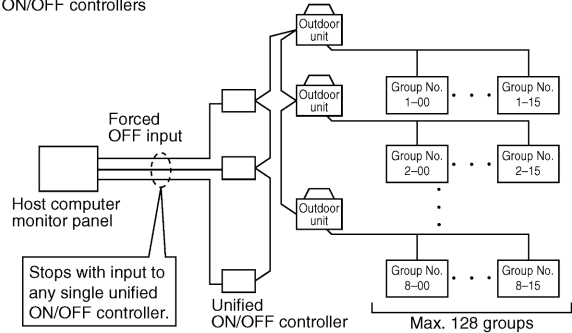 ON/OFF controllers
Outdoor
unit
Group No.
1-00
. . .
Group No.
1-15
Outdoor
unit
Forced
OFF input
Group No.
2-00
. . .
Group No.
2-15
Host computer
monitor panel
Outdoor
unit
Stops with input to
any single unified
ON/OFF controller.
Group No.
8-00
. . .
Group No.
8-15
Unified
ON/OFF controller
Max. 128 groups